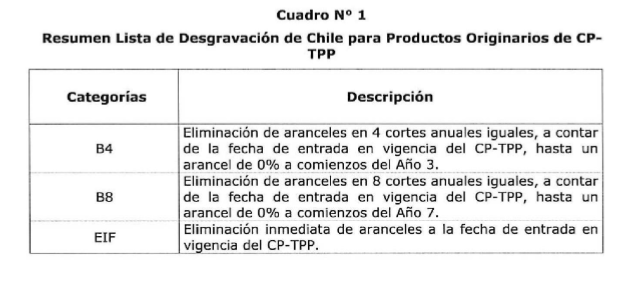 Cuadro Nº 1
Resumen Lista de Desgravación de Chile para Productos Originarios de CP-
TPP
Categorías
Descripción
B4
Eliminación de aranceles en 4 cortes anuales iguales, a contar
de la fecha de entrada en vigencia del CP-TPP, hasta un
arancel de 0% a comienzos del Año 3.
B8
Eliminación de aranceles en 8 cortes anuales iguales, a contar
de la fecha de entrada en vigencia del CP-TPP, hasta un
arancel de 0% a comienzos del Año 7.
EIF
Eliminación inmediata de aranceles a la fecha de entrada en
vigencia del CP-TPP.